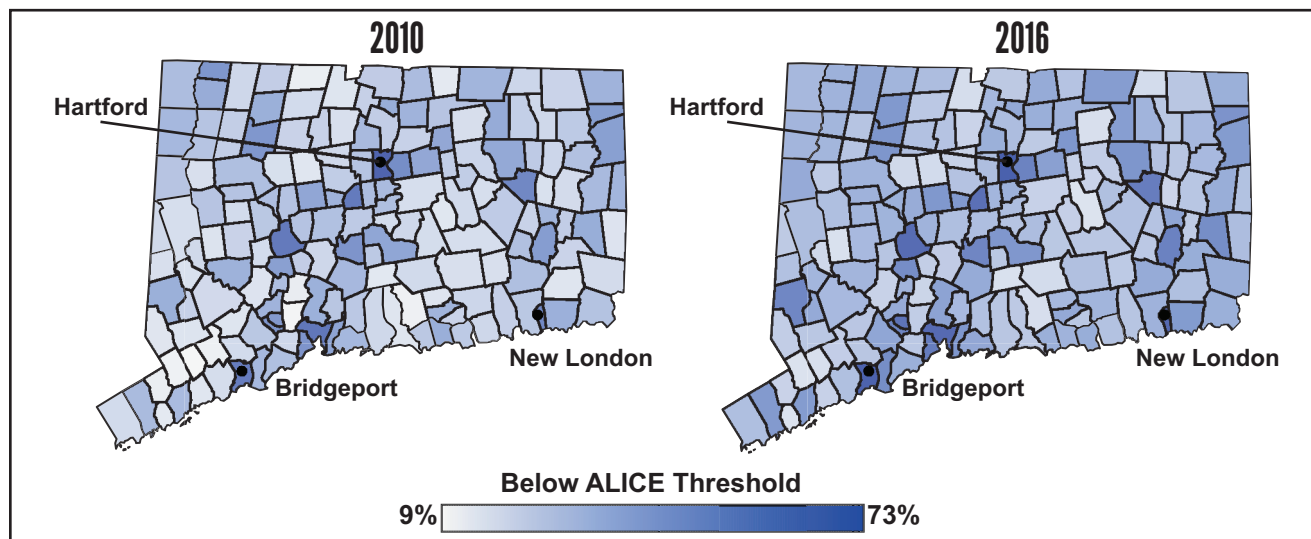 2010
2016
Hartford
Hartford
New London
New London
Bridgeport
Bridgeport
Below ALICE Threshold
9%
73%